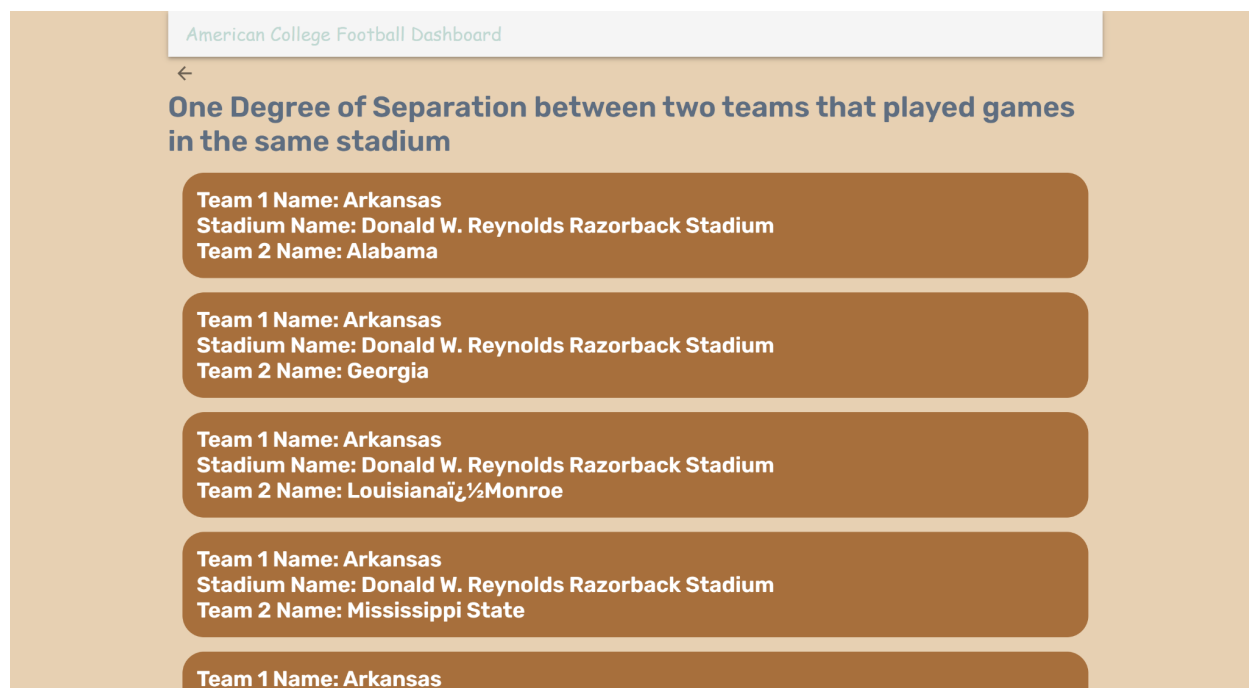 American College Football Dashboard
One Degree of Separation between two teams that played games
in the same stadium
Team 1 Name: Arkansas
Stadium Name: Donald W. Reynolds Razorback Stadium
Team 2 Name: Alabama
Team 1 Name: Arkansas
Stadium Name: Donald W. Reynolds Razorback Stadium
Team 2 Name: Georgia
Team 1 Name: Arkansas
Stadium Name: Donald W. Reynolds Razorback Stadium
Team 2 Name: Louisianaï¿½Monroe
Team 1 Name: Arkansas
Stadium Name: Donald W. Reynolds Razorback Stadium
Team 2 Name: Mississippi State
Team 1 Name: Arkansas